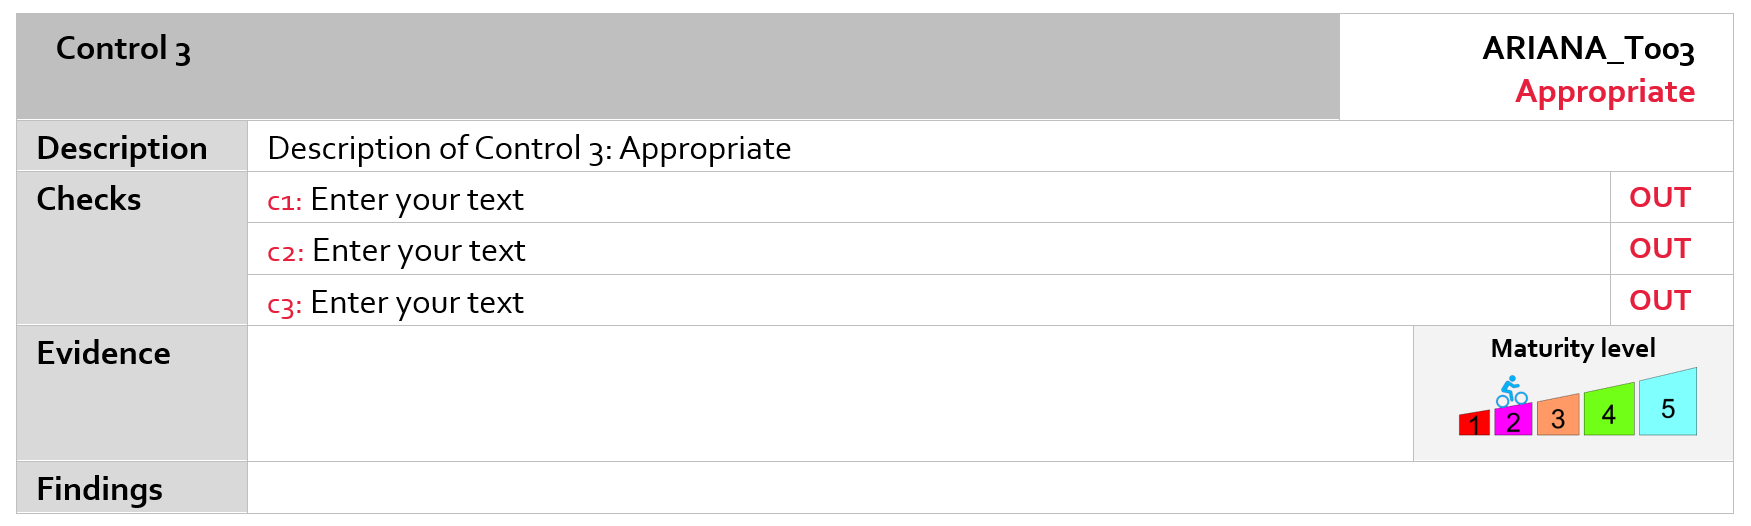 Control 3
ARIANA_T003
Appropriate
Description
Description of Control 3: Appropriate
Checks
c1: Enter your text
OUT
c2: Enter your text
OUT
c3: Enter your text
OUT
Evidence
Maturity level
1 2 3 4 5
Findings